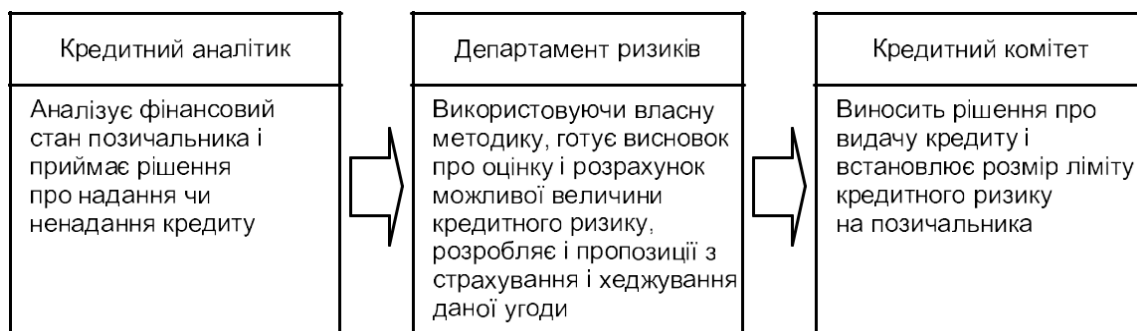 Кредитний аналітик
Аналізує фінансовий
стан позичальника і
приймає рішення
про надання чи
ненадання кредиту
Департамент ризиків
Використовуючи власну
методику, готує висновок
про оцінку і розрахунок
можливої величини
кредитного ризику,
розробляє і пропозиції з
страхування і хеджування
даної угоди
Кредитний комітет
Виносить рішення про
видачу кредиту і
встановлює розмір ліміту
кредитного ризику
на позичальника